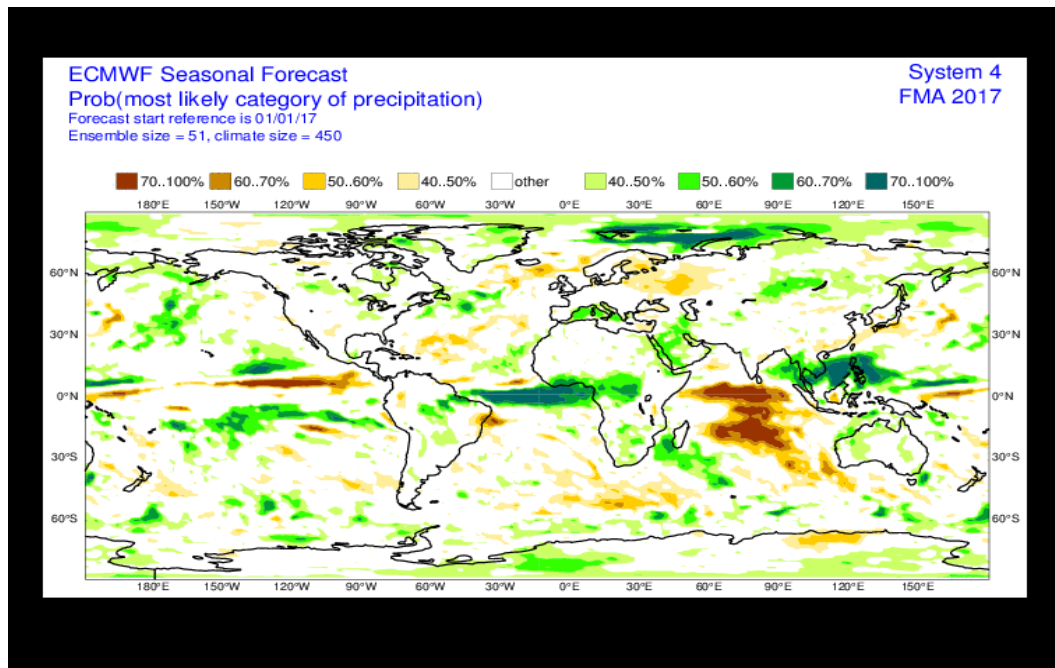 ECMWF Seasonal Forecast
System 4
Prob(most likely category of precipitation)
FMA 2017
Forecast start reference is 01/01/17
Ensemble size = 51, climate size = 450
70..100% 60..70% 50..60% 40..50% other 40..50% 50..60% 60..70% 70..100%
180°E 150°W 120°W 90°W 60°W 30°W 0°E 30°E 60°E 90°E 120°E 150°E
60°N 60°N
30°N 30°N
0°N 0°N
30°S 30°S
60°S 60°S
180°E 150°W 120°W 90°W 60°W 30°W 0°E 30°E 60°E 90°E 120°E 150°E